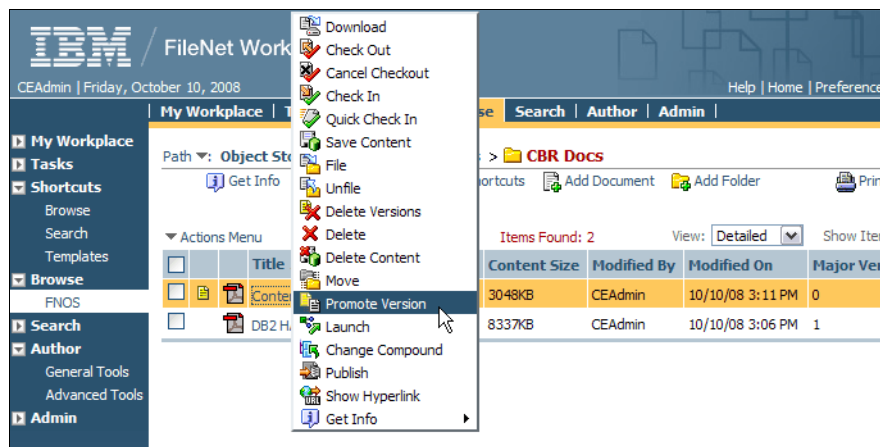 IBM FileNet Work
CEAdmin | Friday, October 10, 2008
Help | Home | Preference
My Workplace | T
se | Search | Author | Admin |
My Workplace
Tasks
Shortcuts
Browse
Search
Templates
Browse
FNOS
Search
Author
General Tools
Advanced Tools
Admin
Path : Object Sto
> CBR Docs
Get Info
ortcuts Add Document Add Folder Prin
Actions Menu
Items Found: 2 View: Detailed Show Ite
Title Content Size Modified By Modified On Major Ver
Conte 3048KB CEAdmin 10/10/08 3:11 PM 0
DB2 H 8337KB CEAdmin 10/10/08 3:06 PM 1
Download
Check Out
Cancel Checkout
Check In
Quick Check In
Save Content
File
Unfile
Delete Versions
Delete
Delete Content
Move
Promote Version
Launch
Change Compound
Publish
Show Hyperlink
Get Info